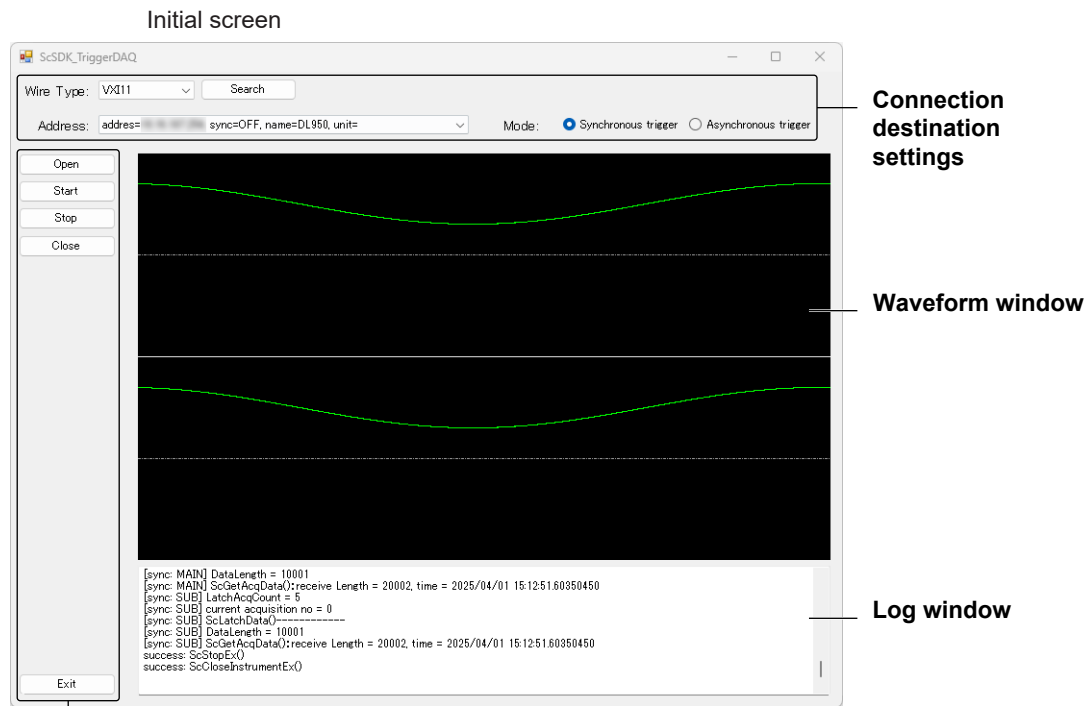 Initial screen
ScSDK_TriggerDAQ
Wire Type: VXI11 Search
Connection
destination
settings
Address: addres= sync=OFF, name=DL950, unit= Mode: Synchronous trigger Asynchronous trigger
Open
Start
Stop
Close
Waveform window
[sync: MAIN] DataLength = 10001
[sync: MAIN] ScGetAcqData():receive Length = 20002, time = 2025/04/01 15:12:51.60350450
[sync: SUB] LatchAcqCount = 5
[sync: SUB] current acquisition no = 0
[sync: SUB] ScLatchData()------------
[sync: SUB] DataLength = 10001
[sync: SUB] ScGetAcqData():receive Length = 20002, time = 2025/04/01 15:12:51.60350450
success: ScStopEx()
success: ScCloseInstrumentEx()
Log window
Exit